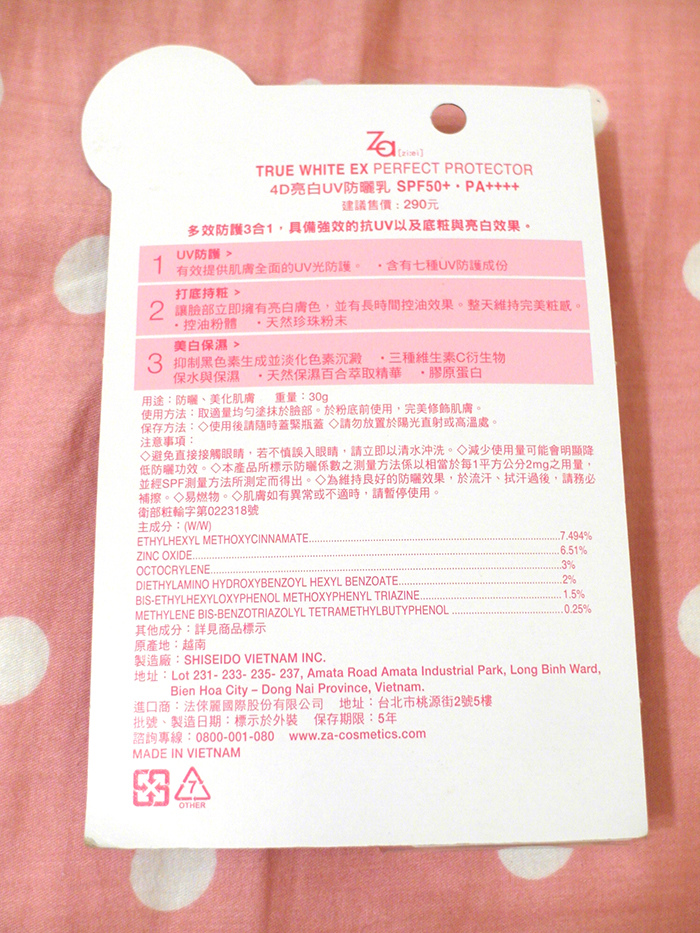 Za [zi:ei]
TRUE WHITE EX PERFECT PROTECTOR
4D亮白UV防曬乳 SPF50+・PA++++
建議售價：290元
多效防護3合1，具備強效的抗UV以及底粧與亮白效果。
1 UV防護 >
有效提供肌膚全面的UV光防護。 ・含有七種UV防護成份
2 打底持粧 >
讓臉部立即擁有亮白膚色，並有長時間控油效果。整天維持完美粧感。
・控油粉體 ・天然珍珠粉末
3 美白保濕 >
抑制黑色素生成並淡化色素沉澱 ・三種維生素C衍生物
保水與保濕 ・天然保濕百合萃取精華 ・膠原蛋白
用途：防曬、美化肌膚 重量：30g
使用方法：取適量均勻塗抹於臉部。於粉底前使用，完美修飾肌膚。
保存方法：◇使用後請隨時蓋緊瓶蓋 ◇請勿放置於陽光直射或高溫處。
注意事項：
◇避免直接接觸眼睛，若不慎誤入眼睛，請立即以清水沖洗。◇減少使用量可能會明顯降
低防曬功效。◇本產品所標示防曬係數之測量方法係以相當於每1平方公分2mg之用量，
並經SPF測量方法所測定而得出。◇為維持良好的防曬效果，於流汗、拭汗過後，請務必
補擦。◇易燃物。◇肌膚如有異常或不適時，請暫停使用。
衛部粧輸字第022318號
主成分：(W/W)
ETHYLHEXYL METHOXYCINNAMATE...7.494%
ZINC OXIDE...6.51%
OCTOCRYLENE...3%
DIETHYLAMINO HYDROXYBENZOYL HEXYL BENZOATE...2%
BIS-ETHYLHEXYLOXYPHENYL METHOXYPHENYL TRIAZINE...1.5%
METHYLENE BIS-BENZOTRIAZOLYL TETRAMETHYLBUTYLPHENOL ...0.25%
其他成分：詳見商品標示
原產地：越南
製造廠：SHISEIDO VIETNAM INC.
地址：Lot 231- 233- 235- 237, Amata Road Amata Industrial Park, Long Binh Ward,
Bien Hoa City – Dong Nai Province, Vietnam.
進口商：法徠麗國際股份有限公司 地址：台北市桃源街2號5樓
批號、製造日期：標示於外裝 保存期限：5年
諮詢專線：0800-001-080 www.za-cosmetics.com
MADE IN VIETNAM
7
OTHER